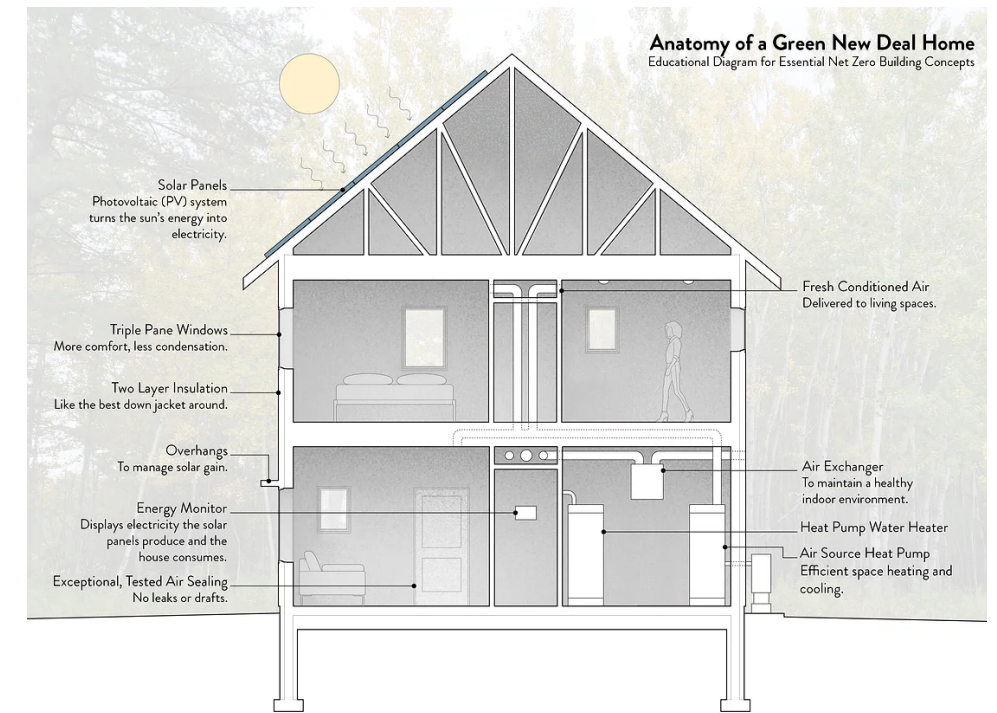 Anatomy of a Green New Deal Home
Educational Diagram for Essential Net Zero Building Concepts
Solar Panels
Photovoltaic (PV) system
turns the sun's energy into
electricity.
Triple Pane Windows
More comfort, less condensation.
Two Layer Insulation
Like the best down jacket around.
Overhangs
To manage solar gain.
Energy Monitor
Displays electricity the solar
panels produce and the
house consumes.
Exceptional, Tested Air Sealing
No leaks or drafts.
Fresh Conditioned Air
Delivered to living spaces.
Air Exchanger
To maintain a healthy
indoor environment.
Heat Pump Water Heater
Air Source Heat Pump
Efficient space heating and
cooling.